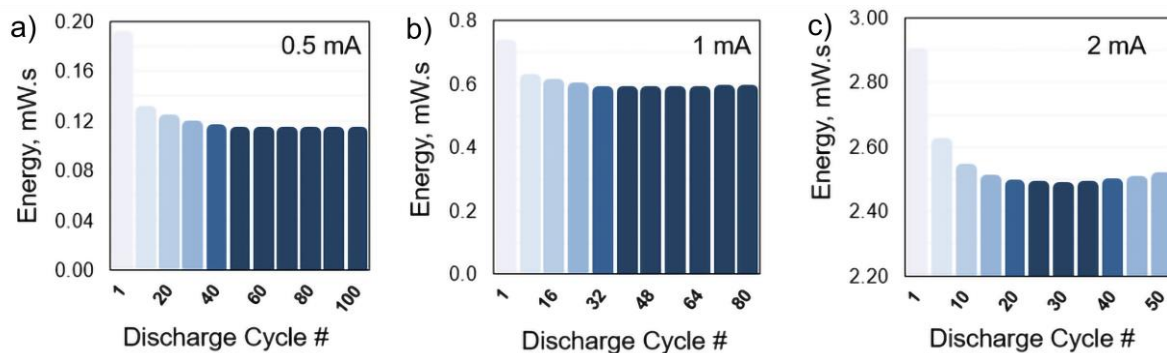 a)
0.5 mA
Energy, mW.s
0.20
0.16
0.12
0.08
0.04
0.00
1
20
40
60
80
100
Discharge Cycle #
b)
1 mA
Energy, mW.s
0.8
0.6
0.4
0.2
0.0
1
16
32
48
64
80
Discharge Cycle #
c)
2 mA
Energy, mW.s
3.00
2.80
2.60
2.40
2.20
1
10
20
30
40
50
Discharge Cycle #